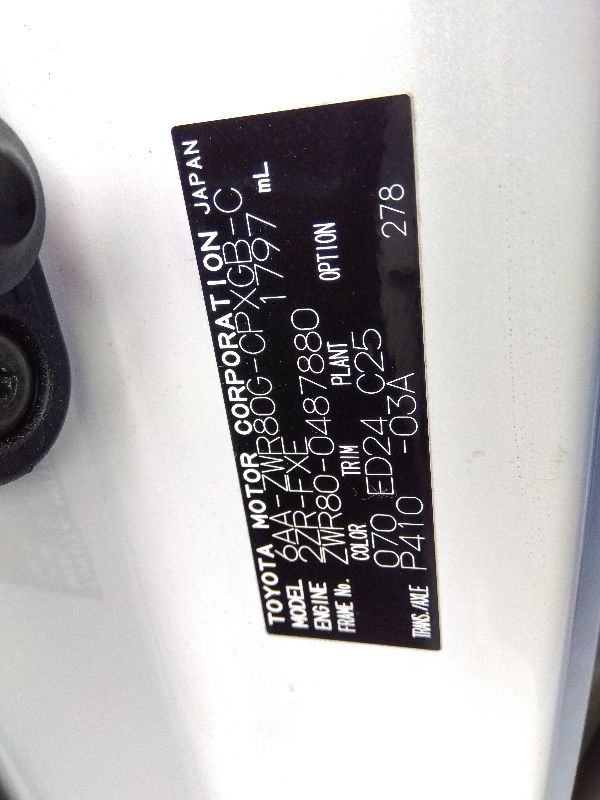 TOYOTA MOTOR CORPORATION JAPAN
MODEL 6AA-ZWR80G-CPXGB-C
ENGINE 2ZR-FXE 1797 mL
FRAME No. ZWR80-0487880
COLOR TRIM PLANT OPTION
070 ED24 C25 278
TRANS./AXLE P410 -03A